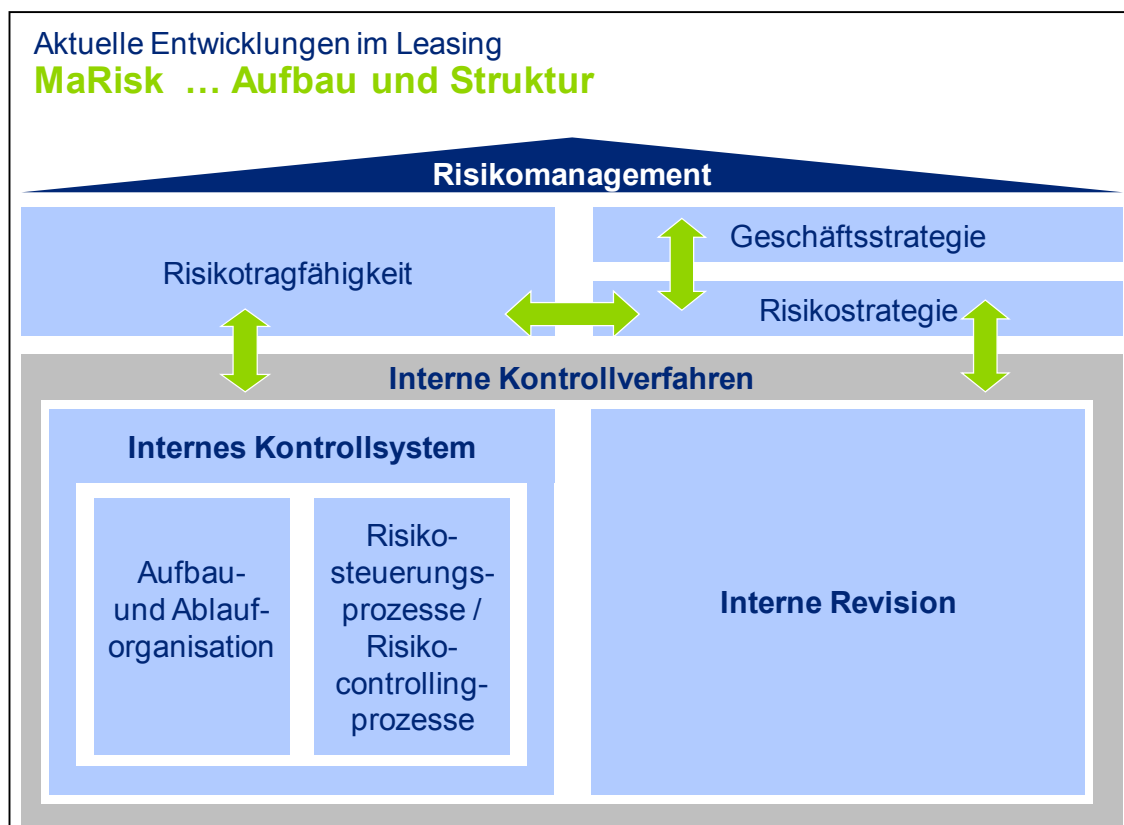 Aktuelle Entwicklungen im Leasing
MaRisk … Aufbau und Struktur
Risikomanagement
Risikotragfähigkeit
Geschäftsstrategie
Risikostrategie
Interne Kontrollverfahren
Internes Kontrollsystem
Aufbau-
und Ablauf-
organisation
Risiko-
steuerungs-
prozesse /
Risiko-
controlling-
prozesse
Interne Revision